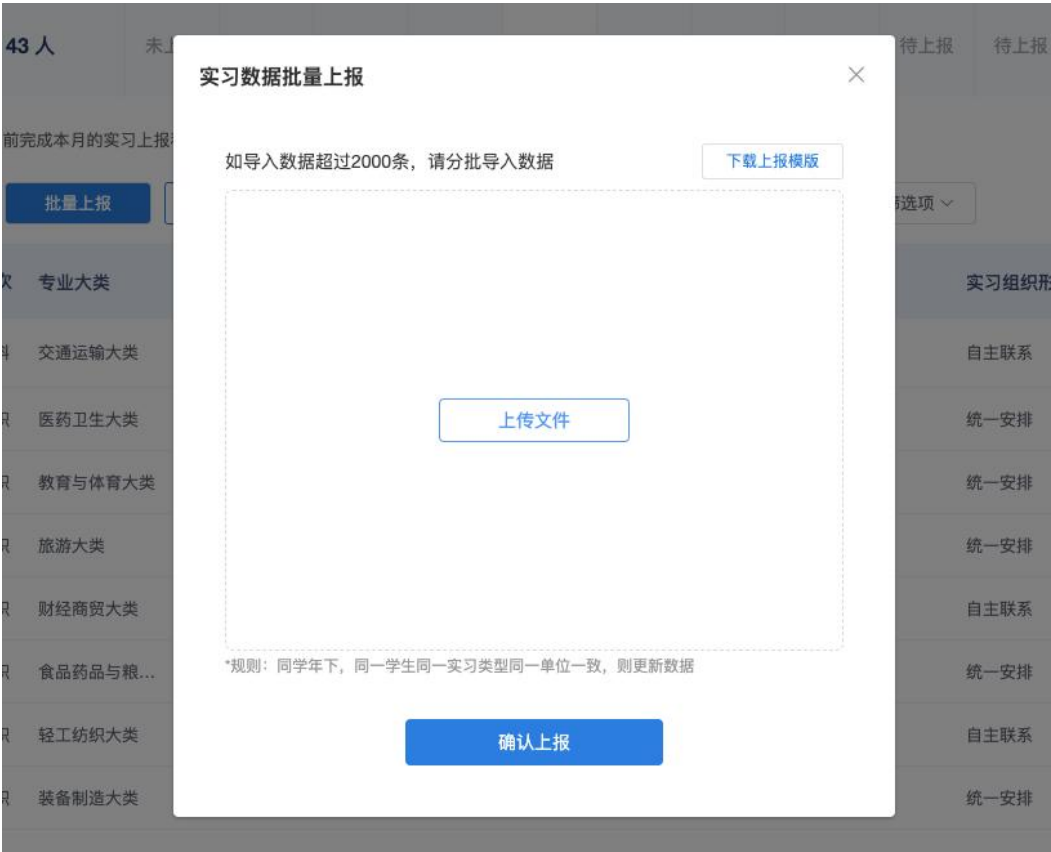 43 人
未上
待上报
待上报
实习数据批量上报
前完成本月的实习上报
如导入数据超过2000条，请分批导入数据
下载上报模版
批量上报
筛选项
次
专业大类
实习组织形
上传文件
交通运输大类
自主联系
医药卫生大类
统一安排
教育与体育大类
统一安排
旅游大类
统一安排
财经商贸大类
自主联系
食品药品与粮...
统一安排
轻工纺织大类
自主联系
装备制造大类
统一安排
*规则：同学年下，同一学生同一实习类型同一单位一致，则更新数据
确认上报